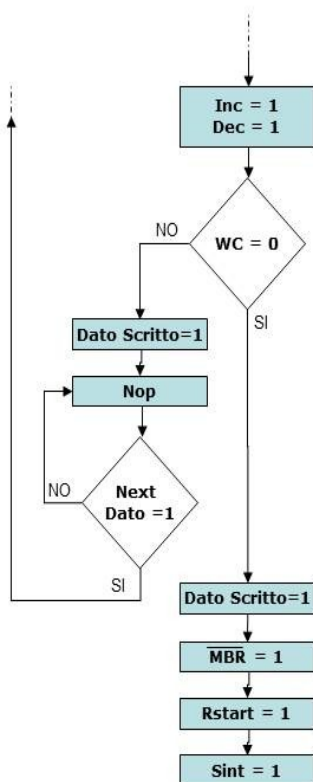 Inc = 1
Dec = 1
WC = 0
NO
SI
Dato Scritto=1
Nop
Next
Dato =1
NO
SI
Dato Scritto=1
M̅B̅R̅ = 1
Rstart = 1
Sint = 1